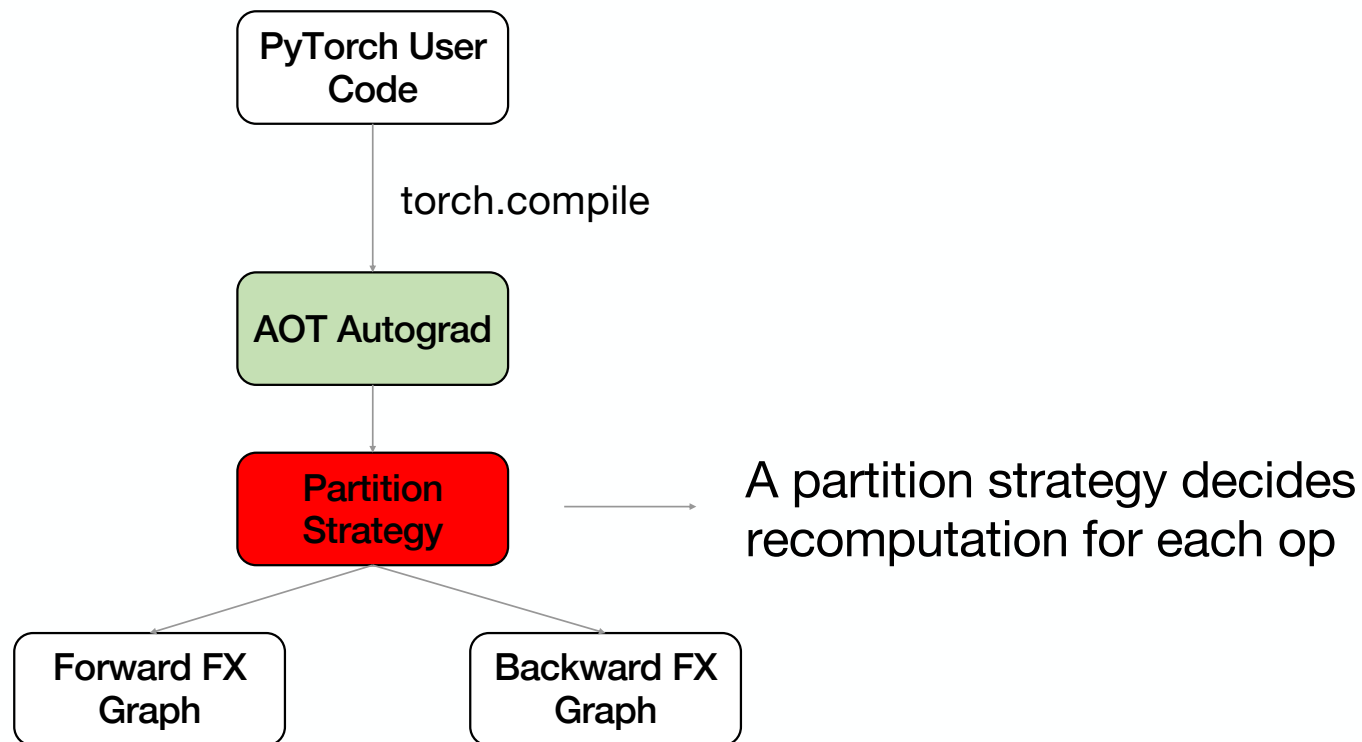 PyTorch User
Code
torch.compile
AOT Autograd
Partition
Strategy
A partition strategy decides
recomputation for each op
Forward FX
Graph
Backward FX
Graph